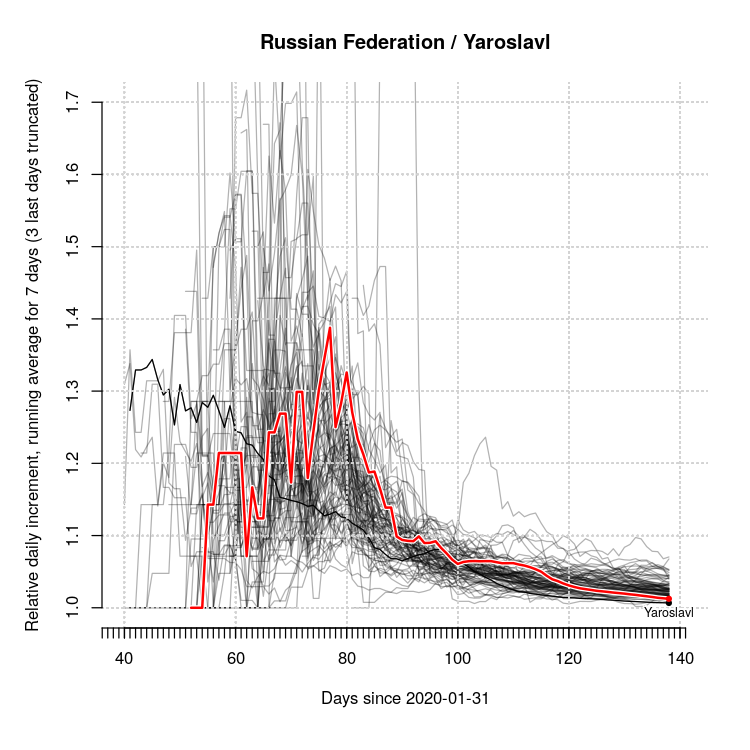 Russian Federation / Yaroslavl
Relative daily increment, running average for 7 days (3 last days truncated)
1.7
1.6
1.5
1.4
1.3
1.2
1.1
1.0
Yaroslavl
40 60 80 100 120 140
Days since 2020-01-31